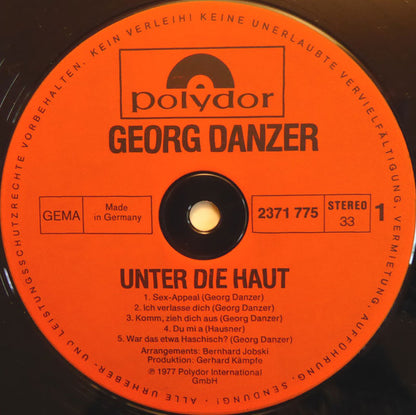 polydor
GEORG DANZER
GEMA
Made
in Germany
2371 775
STEREO
33
1
UNTER DIE HAUT
1. Sex-Appeal (Georg Danzer)
2. Ich verlasse dich (Georg Danzer)
3. Komm, zieh dich aus (Georg Danzer)
4. Du mi a (Hausner)
5. War das etwa Haschisch? (Georg Danzer)
Arrangements: Bernhard Jobski
Produktion: Gerhard Kämpfe
℗ 1977 Polydor International
GmbH
ALLE URHEBER- UND LEISTUNGSSCHUTZRECHTE VORBEHALTEN. KEIN VERLEIH! KEINE UNERLAUBTE VERVIELFÄLTIGUNG, VERMIETUNG, AUFFÜHRUNG, SENDUNG!